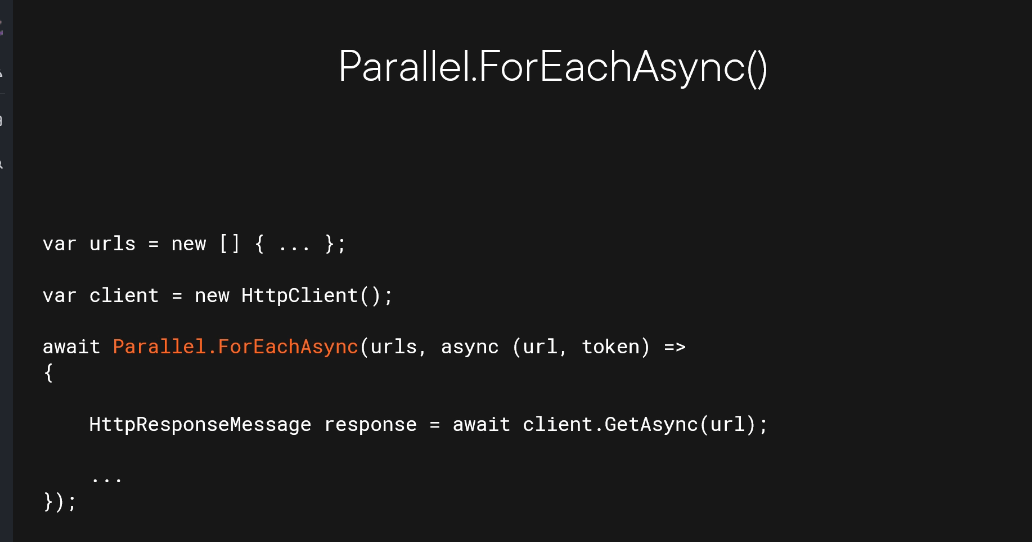 Parallel.ForEachAsync()
var urls = new [] { ... };
var client = new HttpClient();
await Parallel.ForEachAsync(urls, async (url, token) =>
{
    HttpResponseMessage response = await client.GetAsync(url);
    ...
});